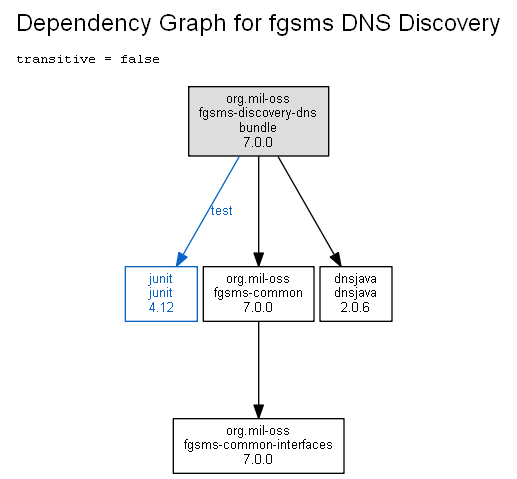 Dependency Graph for fgsms DNS Discovery
transitive = false
org.mil-oss
fgsms-discovery-dns
bundle
7.0.0
test
junit
junit
4.12
org.mil-oss
fgsms-common
7.0.0
dnsjava
dnsjava
2.0.6
org.mil-oss
fgsms-common-interfaces
7.0.0